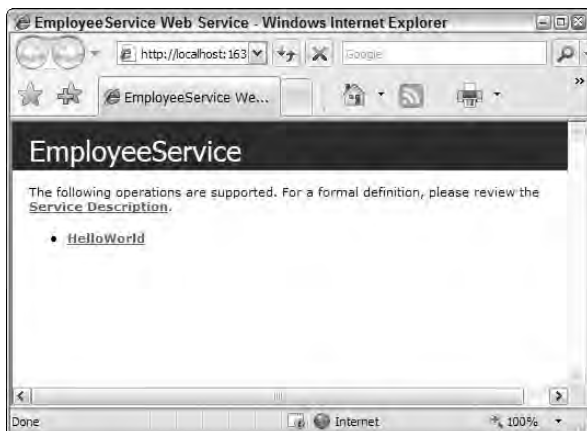 EmployeeService Web Service - Windows Internet Explorer
http://localhost:163
Google
EmployeeService We...
»
EmployeeService
The following operations are supported. For a formal definition, please review the
Service Description.
• HelloWorld
Done
Internet
100%